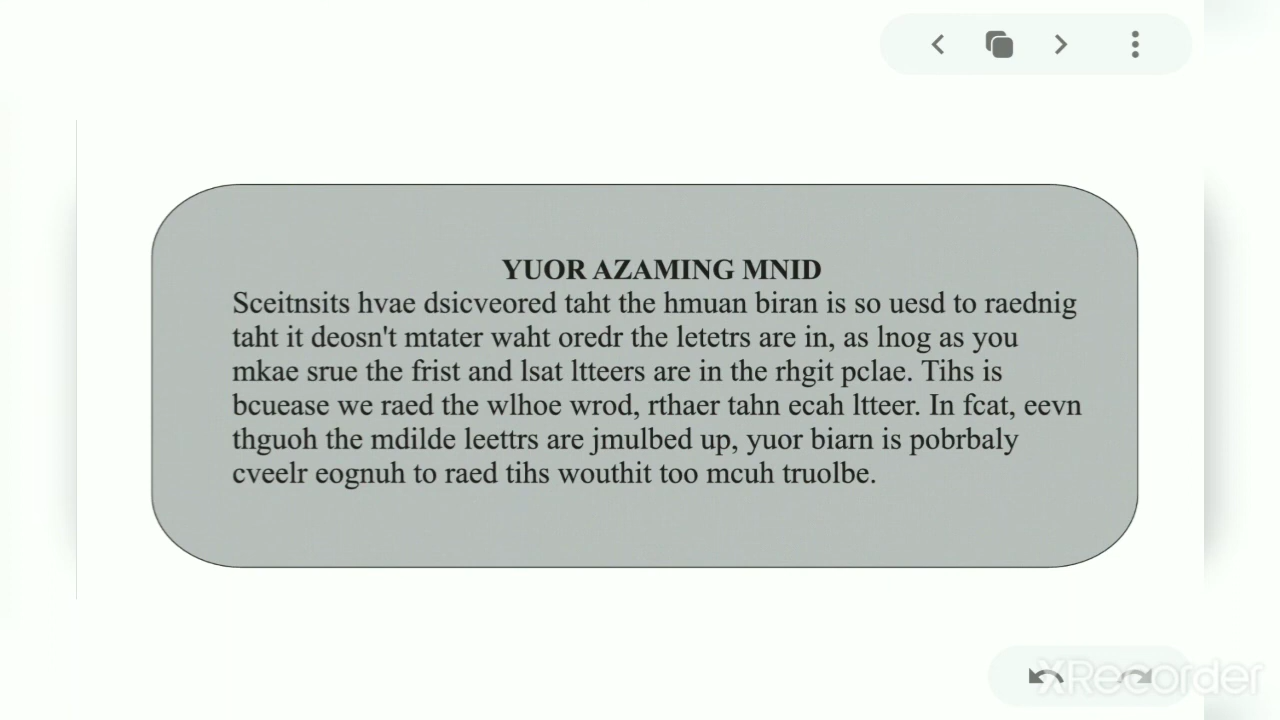 YUOR AZAMING MNID
Sceitnsits hvae dsicveored taht the hmuan biran is so uesd to raednig
taht it deosn't mtater waht oredr the letetrs are in, as lnog as you
mkae srue the frist and lsat ltteers are in the rhgit pclae. Tihs is
bcuease we raed the wlhoe wrod, rthaer tahn ecah ltteer. In fcat, eevn
thguoh the mdilde leettrs are jmulbed up, yuor biarn is pobrbaly
cveelr eognuh to raed tihs wouthit too mcuh truolbe.
XRecorder